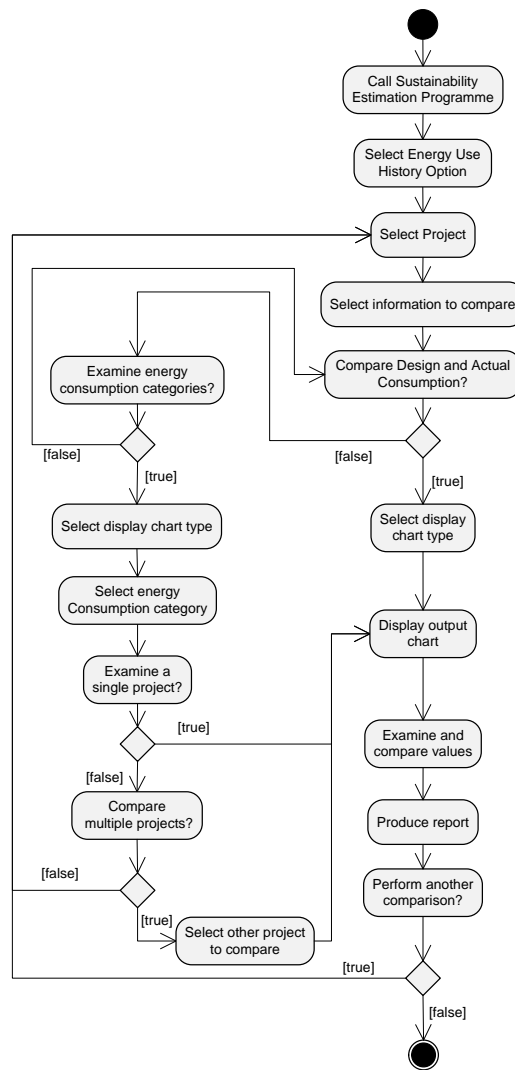 Call Sustainability
Estimation Programme
Select Energy Use
History Option
Select Project
Select information to compare
Compare Design and Actual
Consumption?
Examine energy
consumption categories?
[false]
[false]
[true]
[true]
Select display chart type
Select display
chart type
Select energy
Consumption category
Display output
chart
Examine a
single project?
[true]
[false]
Examine and
compare values
Compare
multiple projects?
Produce report
[false]
Perform another
comparison?
[true]
Select other project
to compare
[true]
[false]